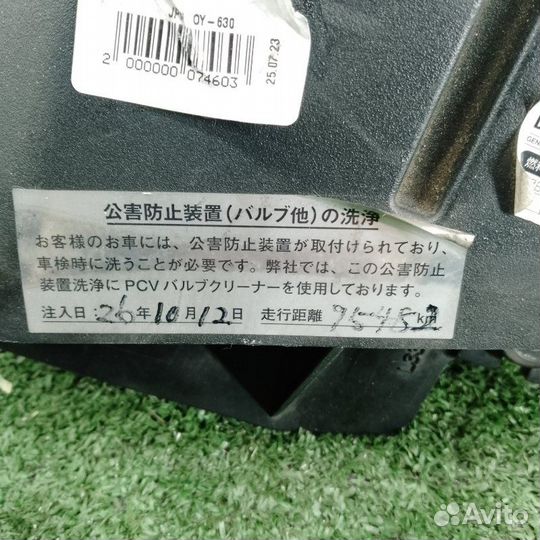 JPN OY-630
2 000000 074603
25.07.23
GEN
公害防止装置(バルブ他)の洗浄
お客様のお車には、公害防止装置が取付けられており、
車検時に洗うことが必要です。弊社では、この公害防止
装置洗浄にPCVバルブクリーナーを使用しております。
注入日:26年10月12日 走行距離 75482km
Avito